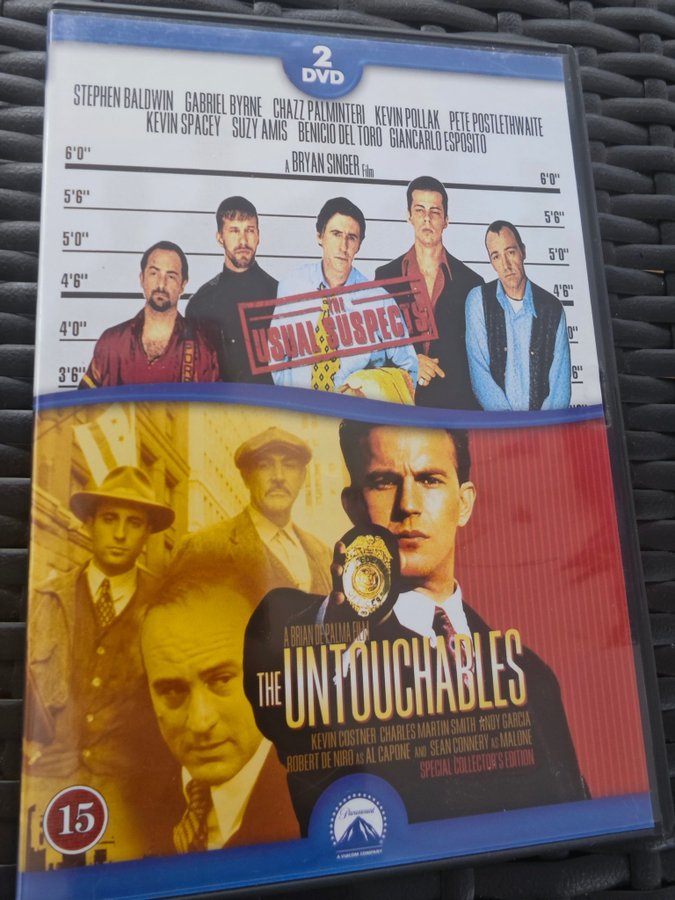 2
DVD
STEPHEN BALDWIN GABRIEL BYRNE CHAZZ PALMINTERI KEVIN POLLAK PETE POSTLETHWAITE
KEVIN SPACEY SUZY AMIS BENICIO DEL TORO GIANCARLO ESPOSITO
A BRYAN SINGER Film
6'0" 6'0"
5'6" 5'6"
5'0" 5'0"
4'6" 4'6"
4'0" 0"
3'6" 6"
THE
USUAL SUSPECTS
A BRIAN DE PALMA FILM
THE UNTOUCHABLES
KEVIN COSTNER CHARLES MARTIN SMITH ANDY GARCIA
ROBERT DE NIRO AS AL CAPONE AND SEAN CONNERY AS MALONE
SPECIAL COLLECTOR'S EDITION
15
Paramount
A VIACOM COMPANY